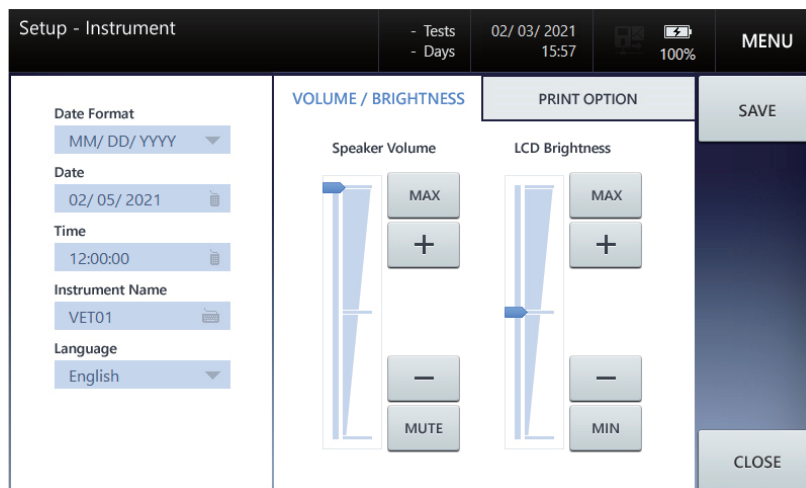 Setup - Instrument
- Tests
- Days
02/ 03/ 2021
15:57
100%
MENU
Date Format
MM/ DD/ YYYY
Date
02/ 05/ 2021
Time
12:00:00
Instrument Name
VET01
Language
English
VOLUME / BRIGHTNESS
PRINT OPTION
Speaker Volume
LCD Brightness
MAX
+
−
MUTE
MAX
+
−
MIN
SAVE
CLOSE